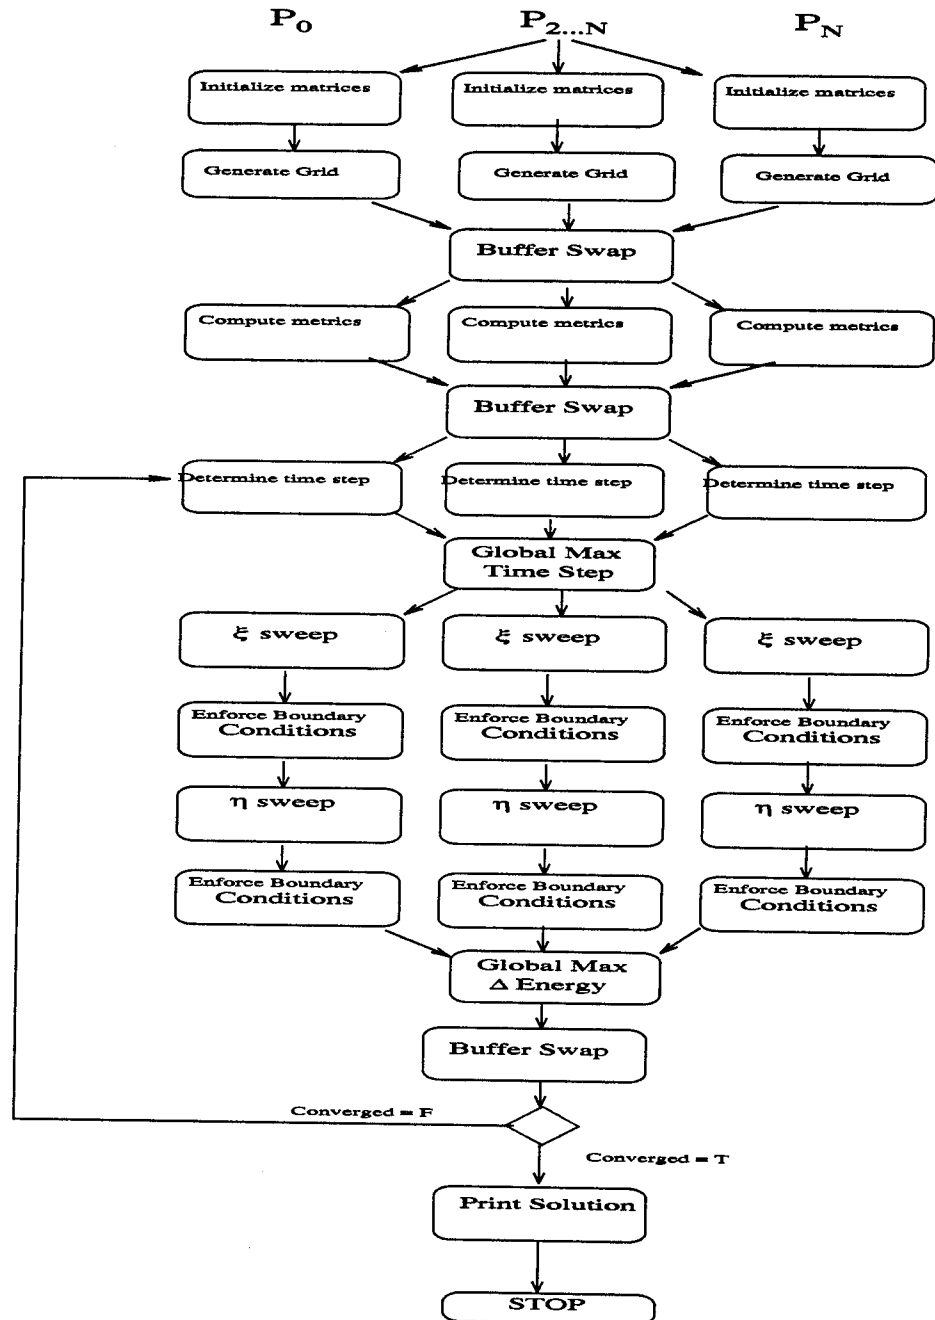 P0 P2...N PN
Initialize matrices Initialize matrices Initialize matrices
Generate Grid Generate Grid Generate Grid
Buffer Swap
Compute metrics Compute metrics Compute metrics
Buffer Swap
Determine time step Determine time step Determine time step
Global Max
Time Step
ξ sweep ξ sweep ξ sweep
Enforce Boundary Enforce Boundary Enforce Boundary
Conditions Conditions Conditions
η sweep η sweep η sweep
Enforce Boundary Enforce Boundary Enforce Boundary
Conditions Conditions Conditions
Global Max
Δ Energy
Buffer Swap
Converged = F
Converged = T
Print Solution
STOP